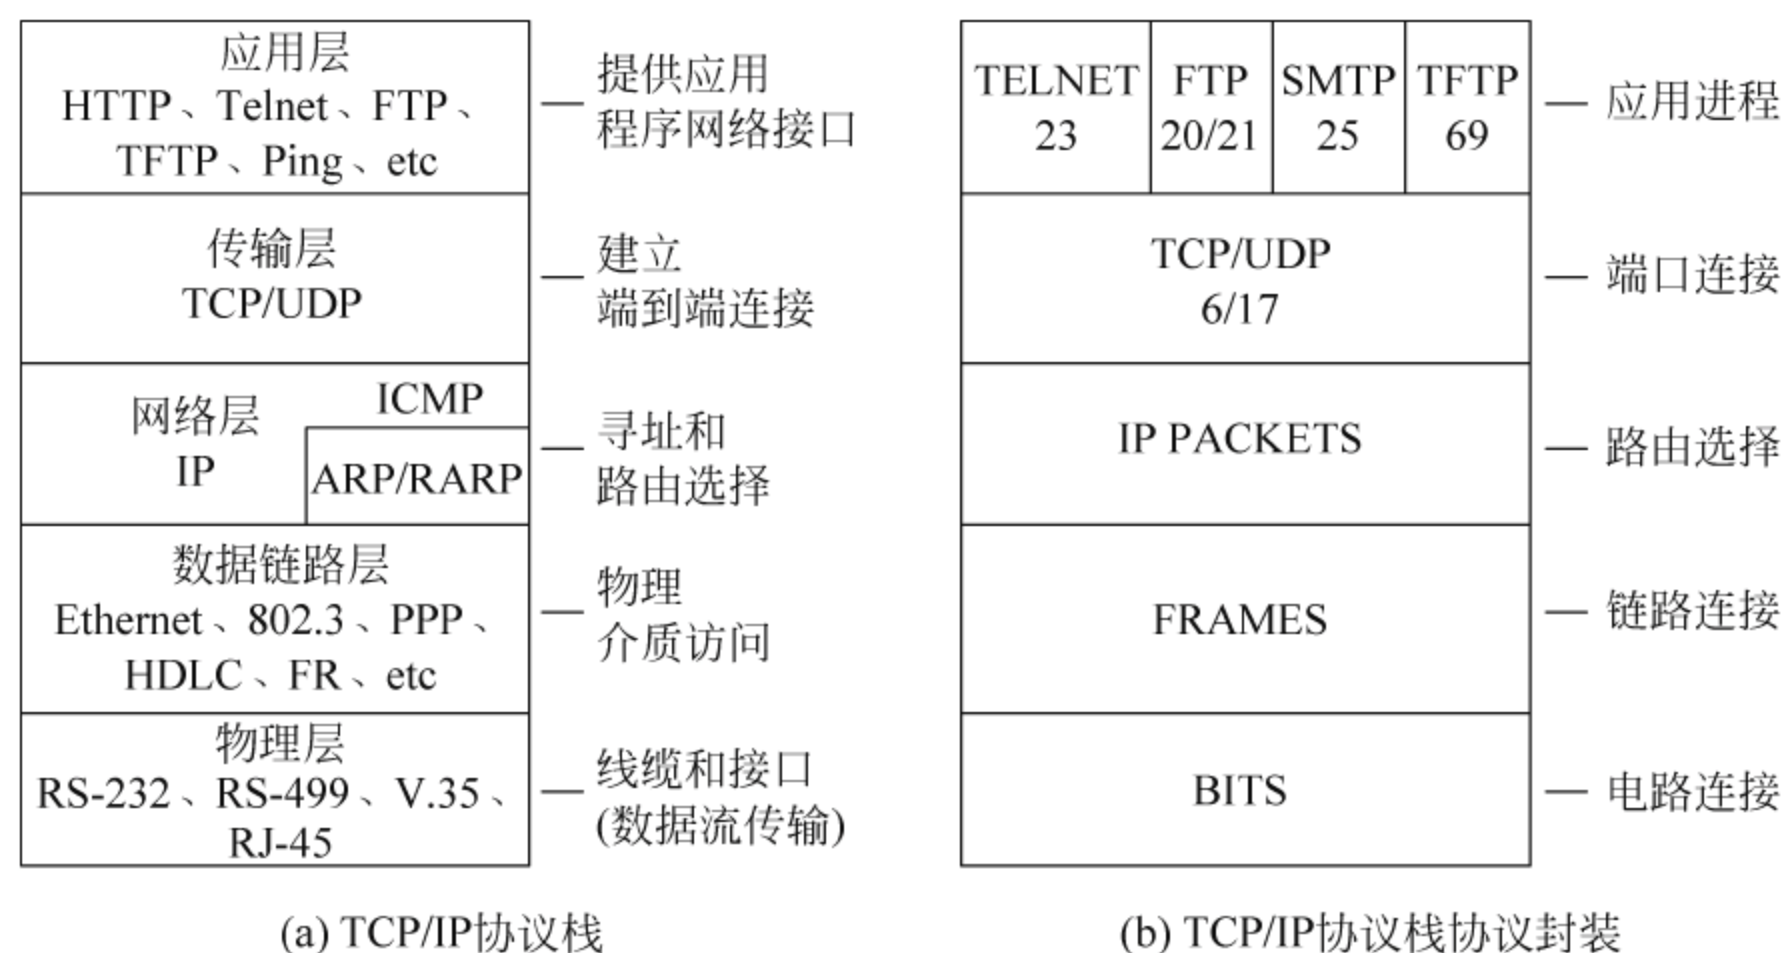 应用层
HTTP、Telnet、FTP、
TFTP、Ping、etc
提供应用
程序网络接口
传输层
TCP/UDP
建立
端到端连接
网络层
IP
ICMP
ARP/RARP
寻址和
路由选择
数据链路层
Ethernet、802.3、PPP、
HDLC、FR、etc
物理
介质访问
物理层
RS-232、RS-499、V.35、
RJ-45
线缆和接口
(数据流传输)
(a) TCP/IP协议栈
TELNET
23
FTP
20/21
SMTP
25
TFTP
69
应用进程
TCP/UDP
6/17
端口连接
IP PACKETS
路由选择
FRAMES
链路连接
BITS
电路连接
(b) TCP/IP协议栈协议封装